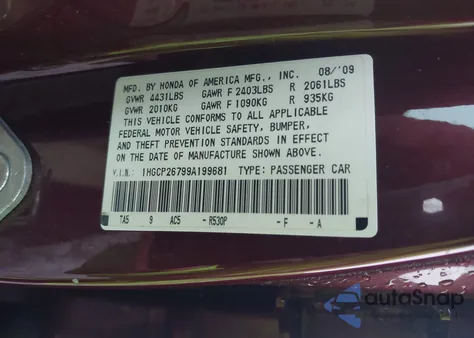 MFD. BY HONDA OF AMERICA MFG., INC. 08/'09
GVWR 4431LBS GAWR F 2403LBS R 2061LBS
GVWR 2010KG GAWR F 1090KG R 935KG
THIS VEHICLE CONFORMS TO ALL APPLICABLE
FEDERAL MOTOR VEHICLE SAFETY, BUMPER,
AND THEFT PREVENTION STANDARDS IN EFFECT
ON THE DATE OF MANUFACTURE SHOWN ABOVE.
V.I.N.: 1HGCP26799A199681 TYPE: PASSENGER CAR
TA5 9 AC5 -R530P -F -A
autoSnap